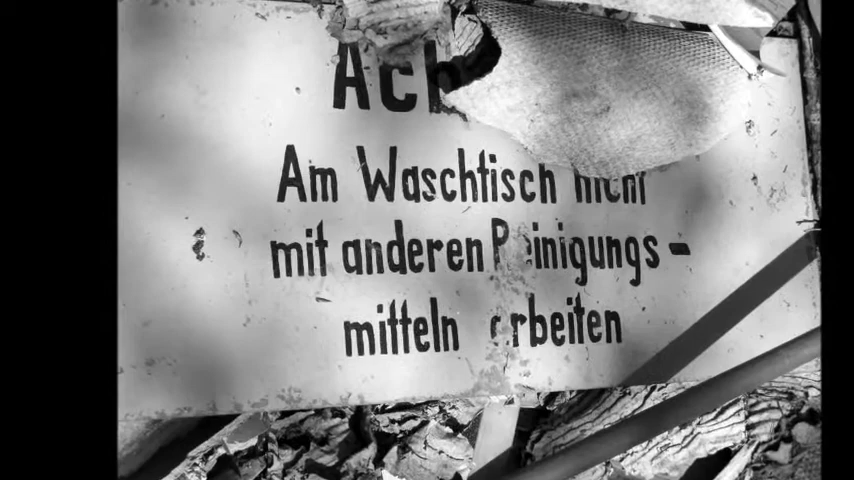 Am Waschtisch nicht
mit anderen Reinigungs-
mitteln arbeiten